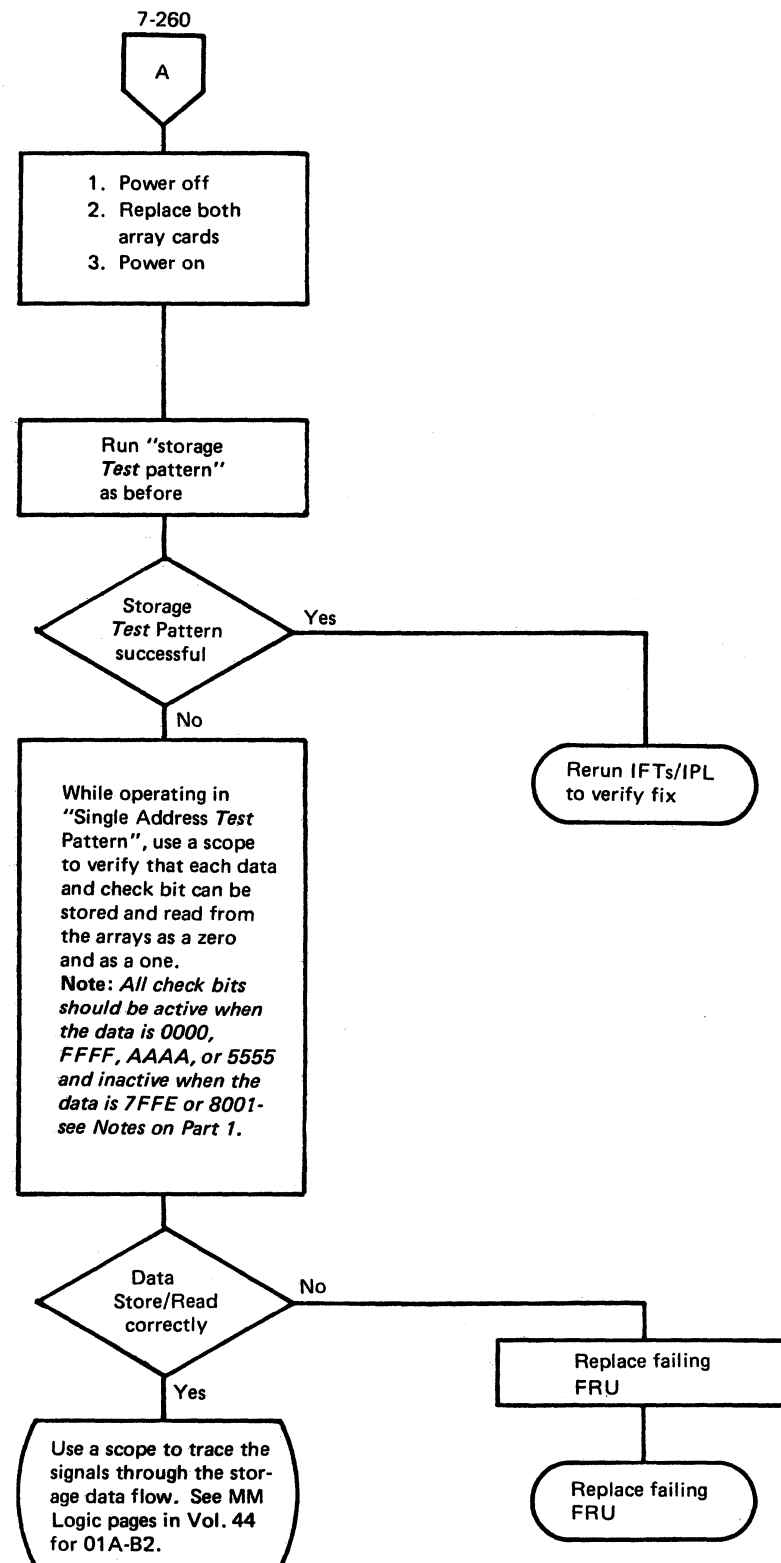 7-260
A
1. Power off
2. Replace both
array cards
3. Power on
Run "storage
Test pattern"
as before
Storage
Test Pattern
successful
Yes
No
Rerun IFTs/IPL
to verify fix
While operating in
"Single Address Test
Pattern", use a scope
to verify that each data
and check bit can be
stored and read from
the arrays as a zero
and as a one.
Note: All check bits
should be active when
the data is 0000,
FFFF, AAAA, or 5555
and inactive when the
data is 7FFE or 8001-
see Notes on Part 1.
Data
Store/Read
correctly
No
Yes
Replace failing
FRU
Replace failing
FRU
Use a scope to trace the
signals through the stor-
age data flow. See MM
Logic pages in Vol. 44
for 01A-B2.